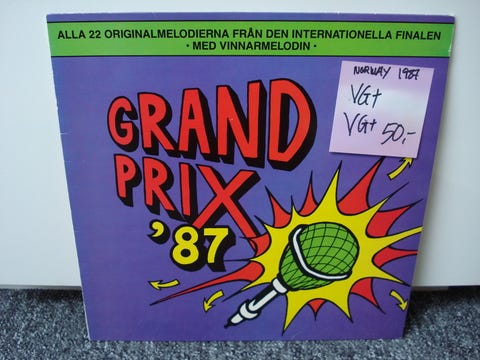 ALLA 22 ORIGINALMELODIERNA FRÅN DEN INTERNATIONELLA FINALEN
· MED VINNARMELODIN ·
NORWAY 1987
VG+
VG+ 50,-
GRAND
PRIX
'87